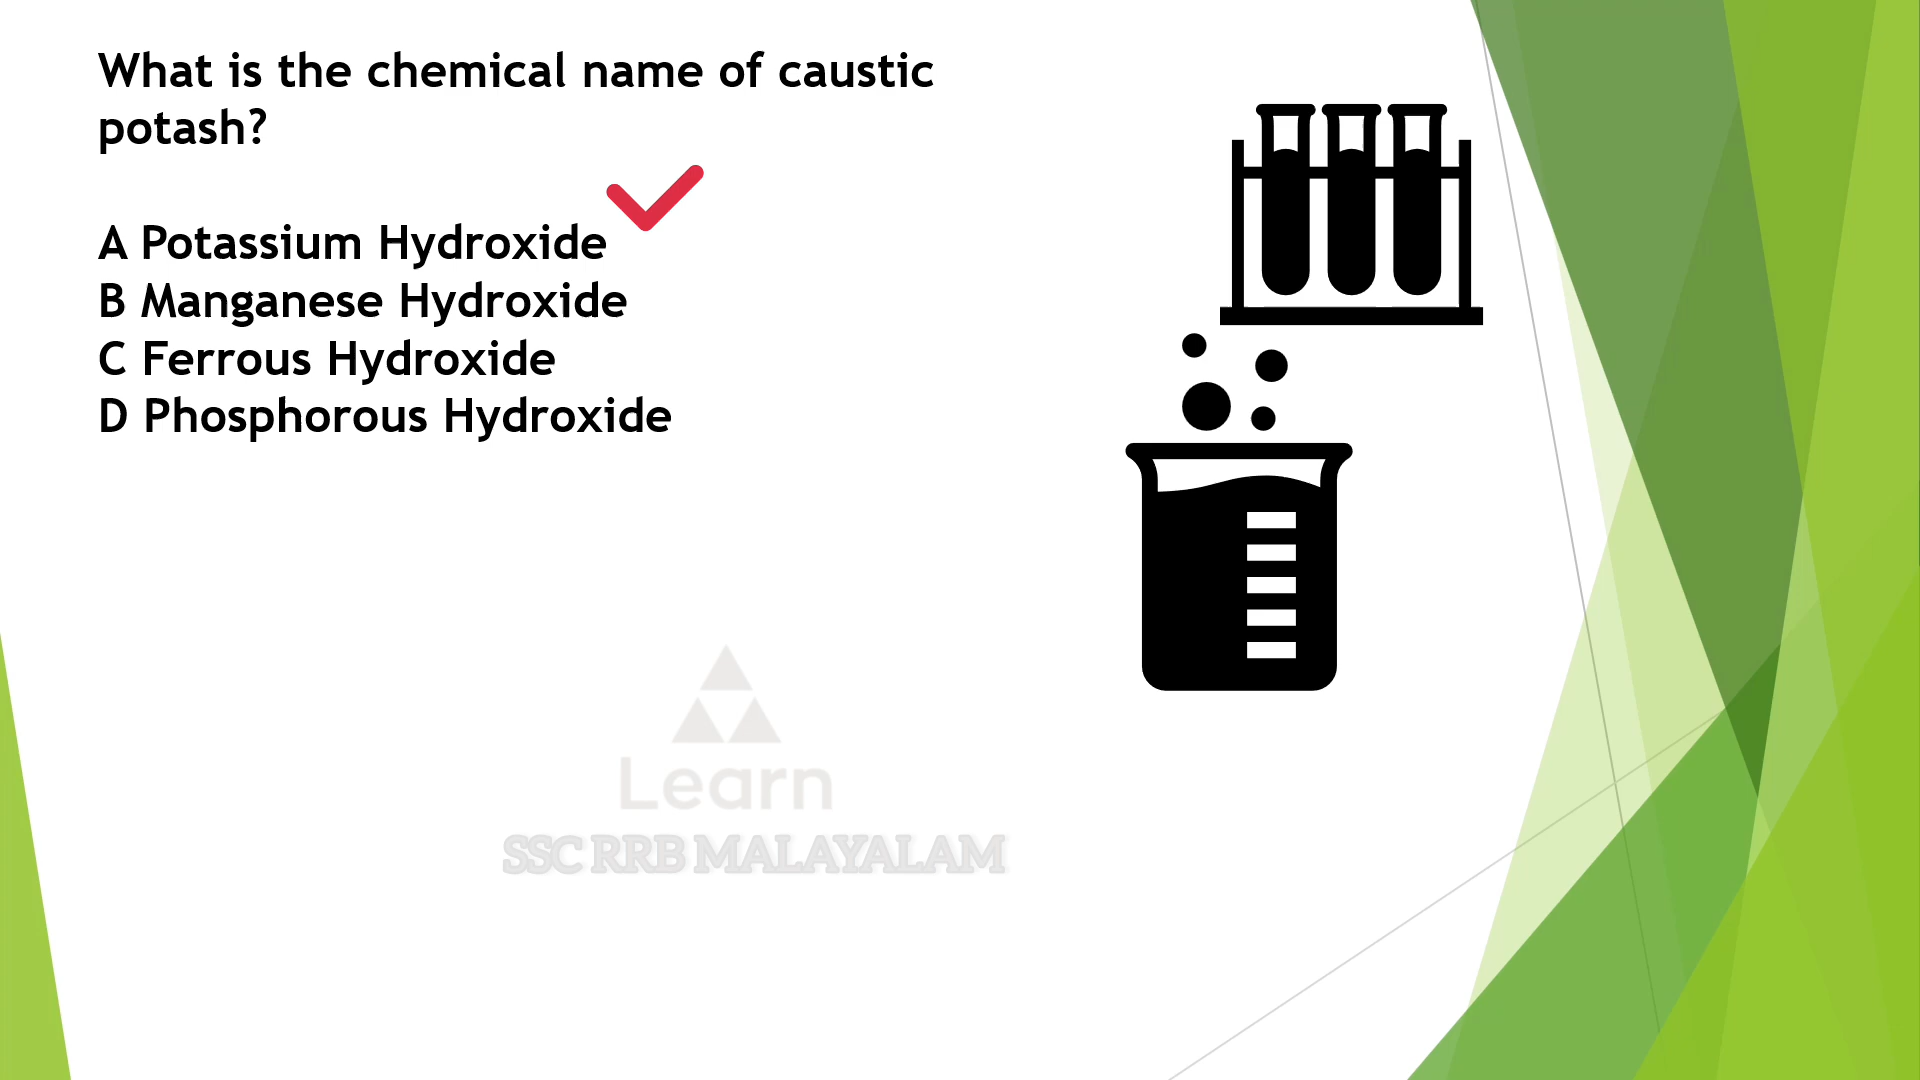 What is the chemical name of caustic
potash?
A Potassium Hydroxide
B Manganese Hydroxide
C Ferrous Hydroxide
D Phosphorous Hydroxide
Learn
SSC RRB MALAYALAM